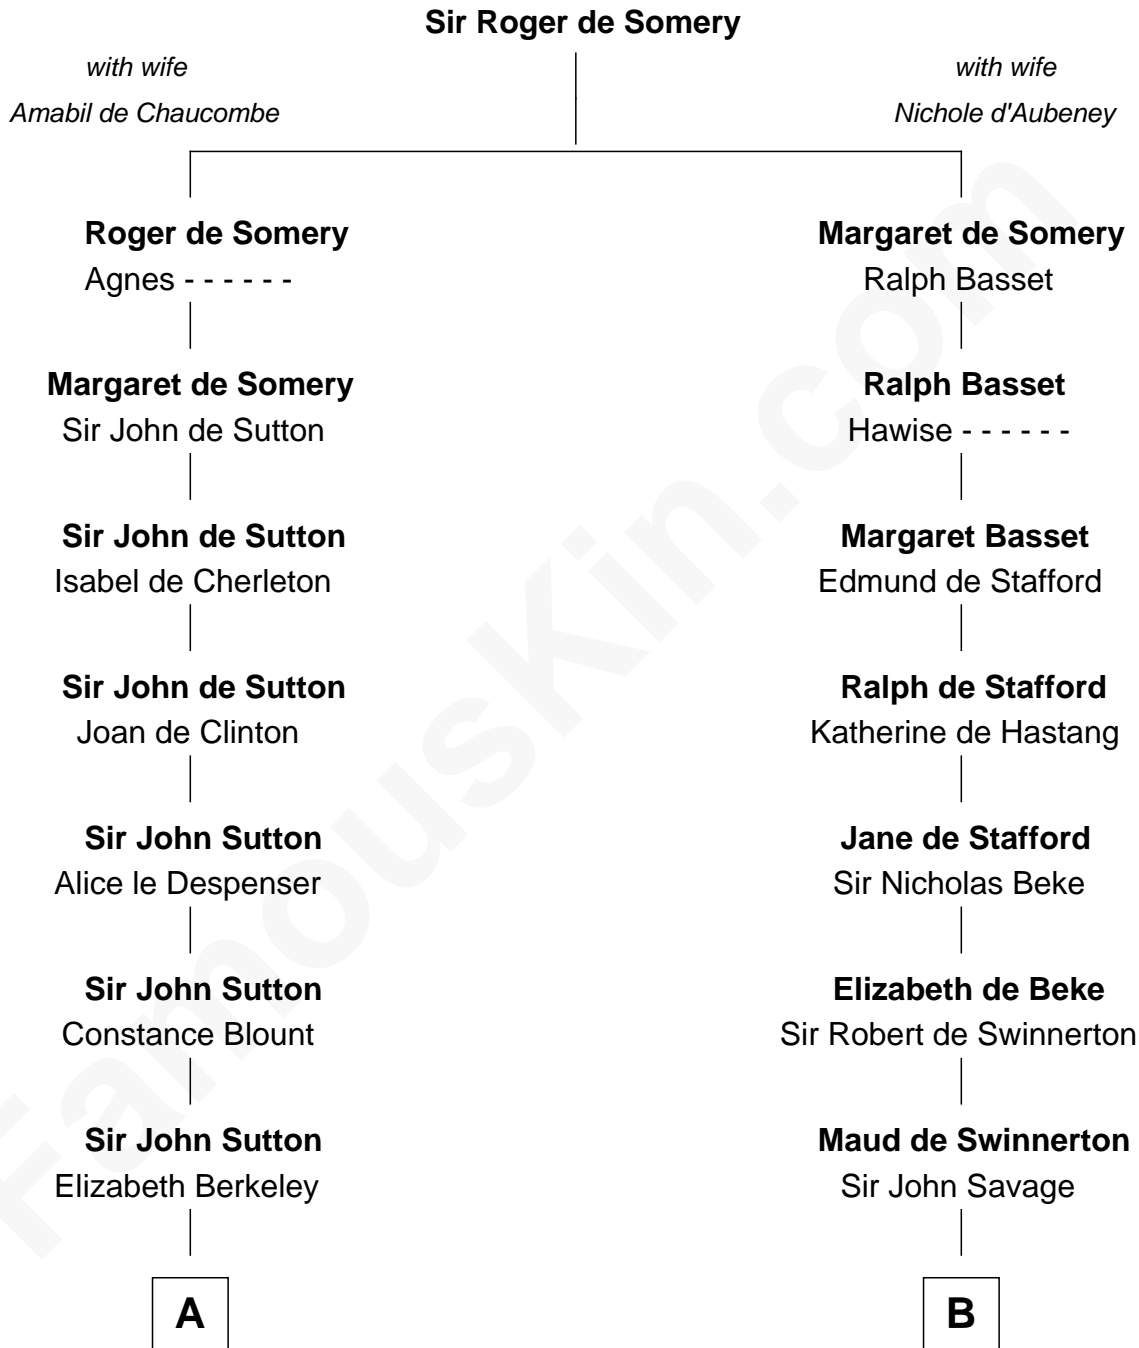 Sir Roger de Somery
with wife
Amabil de Chaucombe
with wife
Nichole d'Aubeney
Roger de Somery
Agnes - - - - - -
Margaret de Somery
Sir John de Sutton
Sir John de Sutton
Isabel de Cherleton
Sir John de Sutton
Joan de Clinton
Sir John Sutton
Alice le Despenser
Sir John Sutton
Constance Blount
Sir John Sutton
Elizabeth Berkeley
A
Margaret de Somery
Ralph Basset
Ralph Basset
Hawise - - - - - -
Margaret Basset
Edmund de Stafford
Ralph de Stafford
Katherine de Hastang
Jane de Stafford
Sir Nicholas Beke
Elizabeth de Beke
Sir Robert de Swinnerton
Maud de Swinnerton
Sir John Savage
B
FamousKin.com